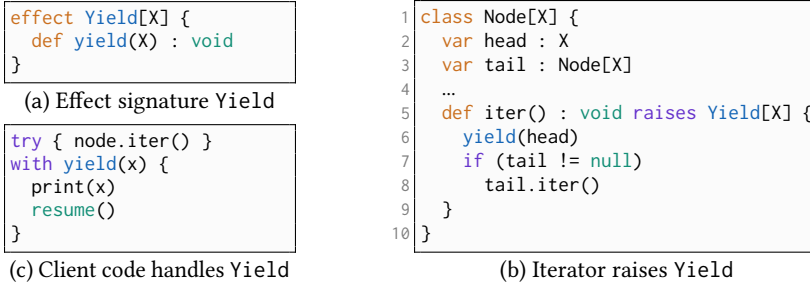 effect Yield[X] {
  def yield(X) : void
}
(a) Effect signature Yield
try { node.iter() }
with yield(x) {
  print(x)
  resume()
}
(c) Client code handles Yield
1 class Node[X] {
2   var head : X
3   var tail : Node[X]
4   …
5   def iter() : void raises Yield[X] {
6     yield(head)
7     if (tail != null)
8       tail.iter()
9   }
10 }
(b) Iterator raises Yield